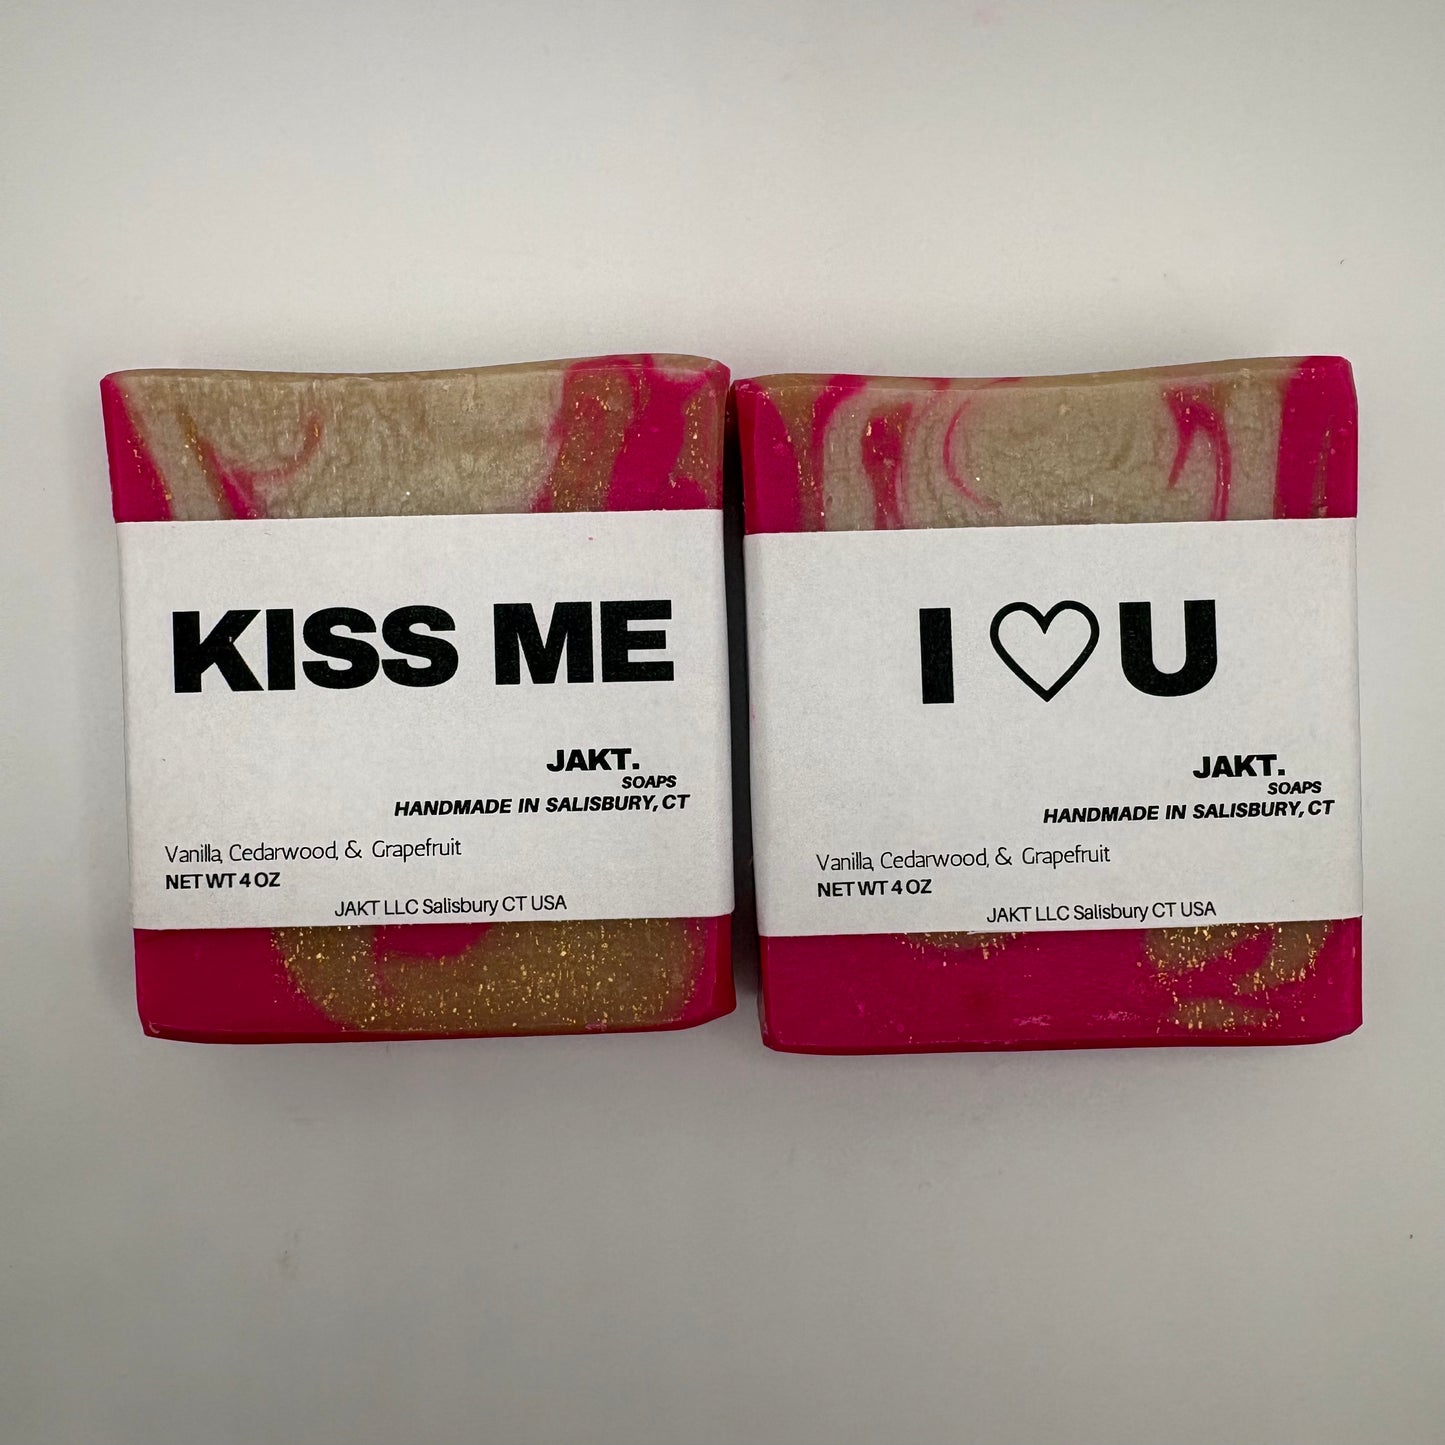 KISS ME
JAKT.
SOAPS
HANDMADE IN SALISBURY, CT
Vanilla, Cedarwood, & Grapefruit
NET WT 4 OZ
JAKT LLC Salisbury CT USA
I ♡ U
JAKT.
SOAPS
HANDMADE IN SALISBURY, CT
Vanilla, Cedarwood, & Grapefruit
NET WT 4 OZ
JAKT LLC Salisbury CT USA